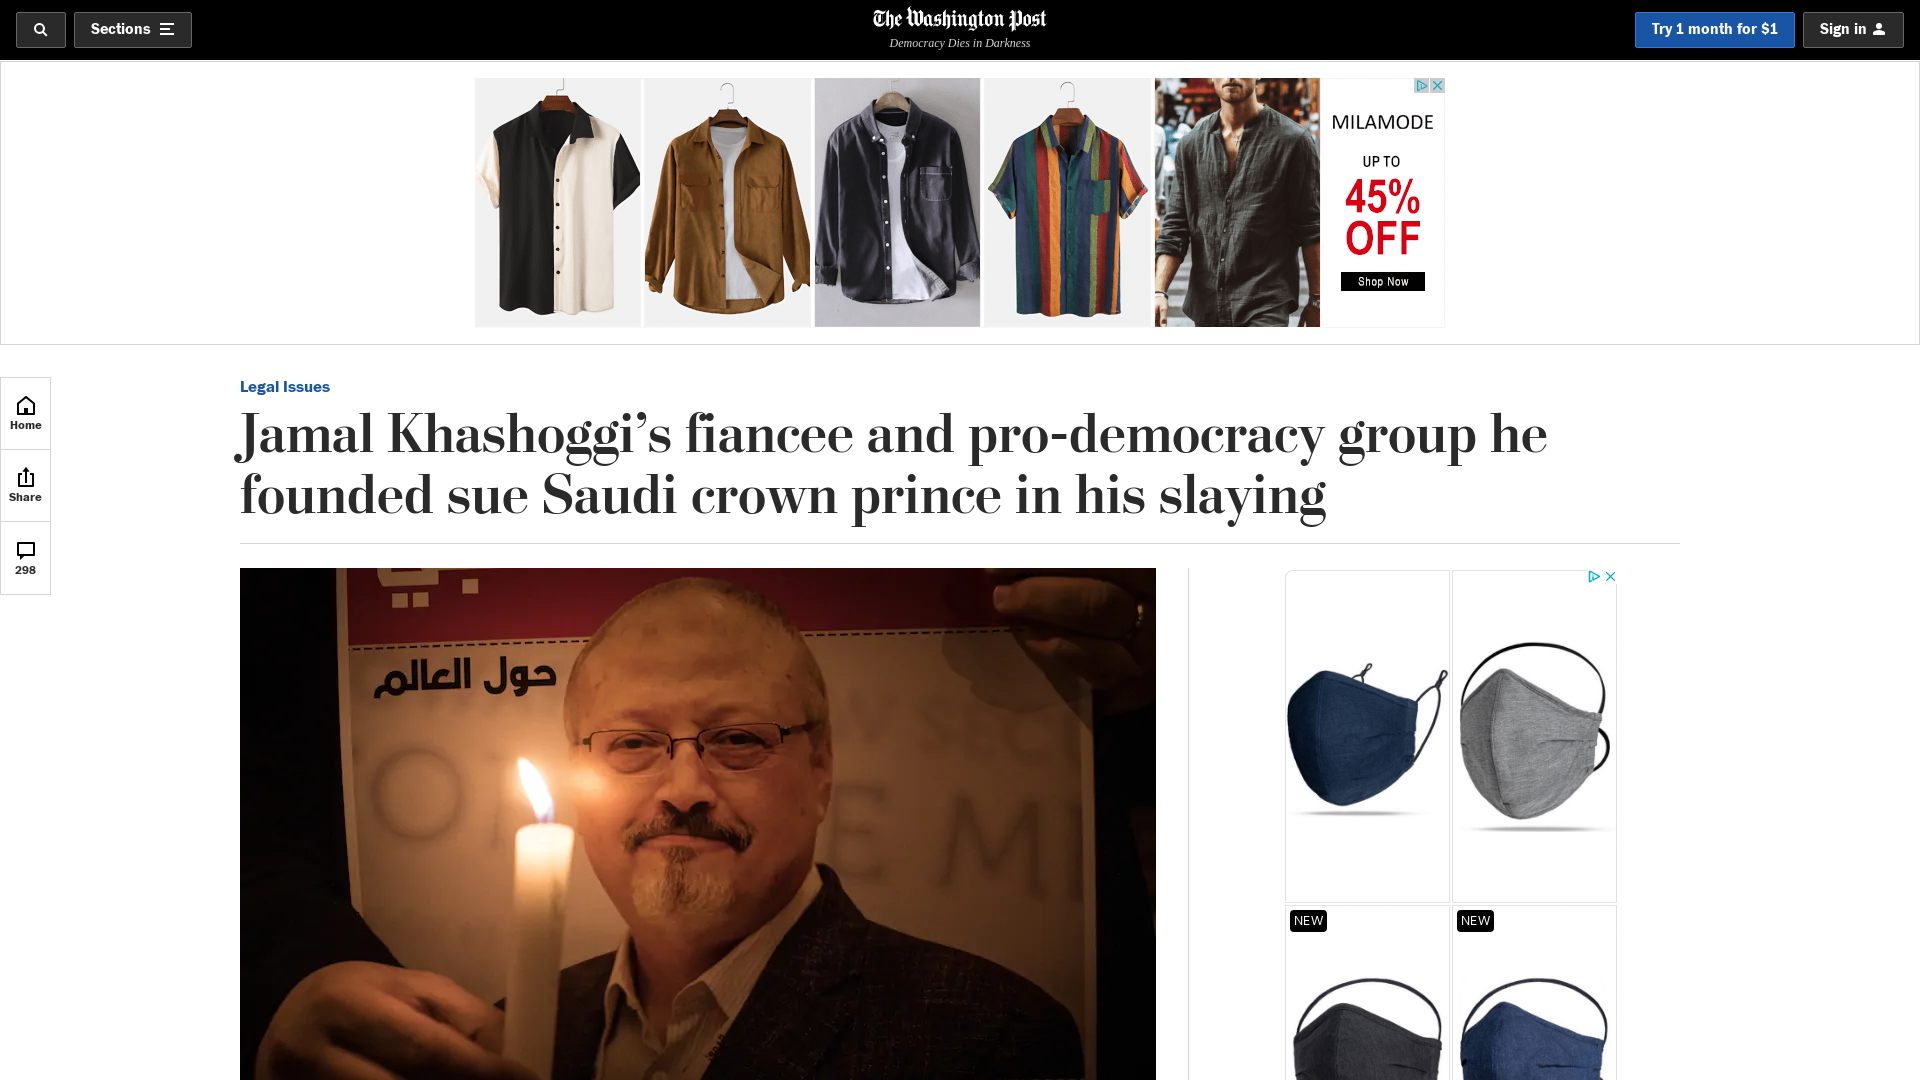 Sections
The Washington Post
Democracy Dies in Darkness
Try 1 month for $1
Sign in
MILAMODE
UP TO
45%
OFF
Shop Now
Home
Share
298
Legal Issues
Jamal Khashoggi’s fiancee and pro-democracy group he
founded sue Saudi crown prince in his slaying
حول العالم
NEW
NEW